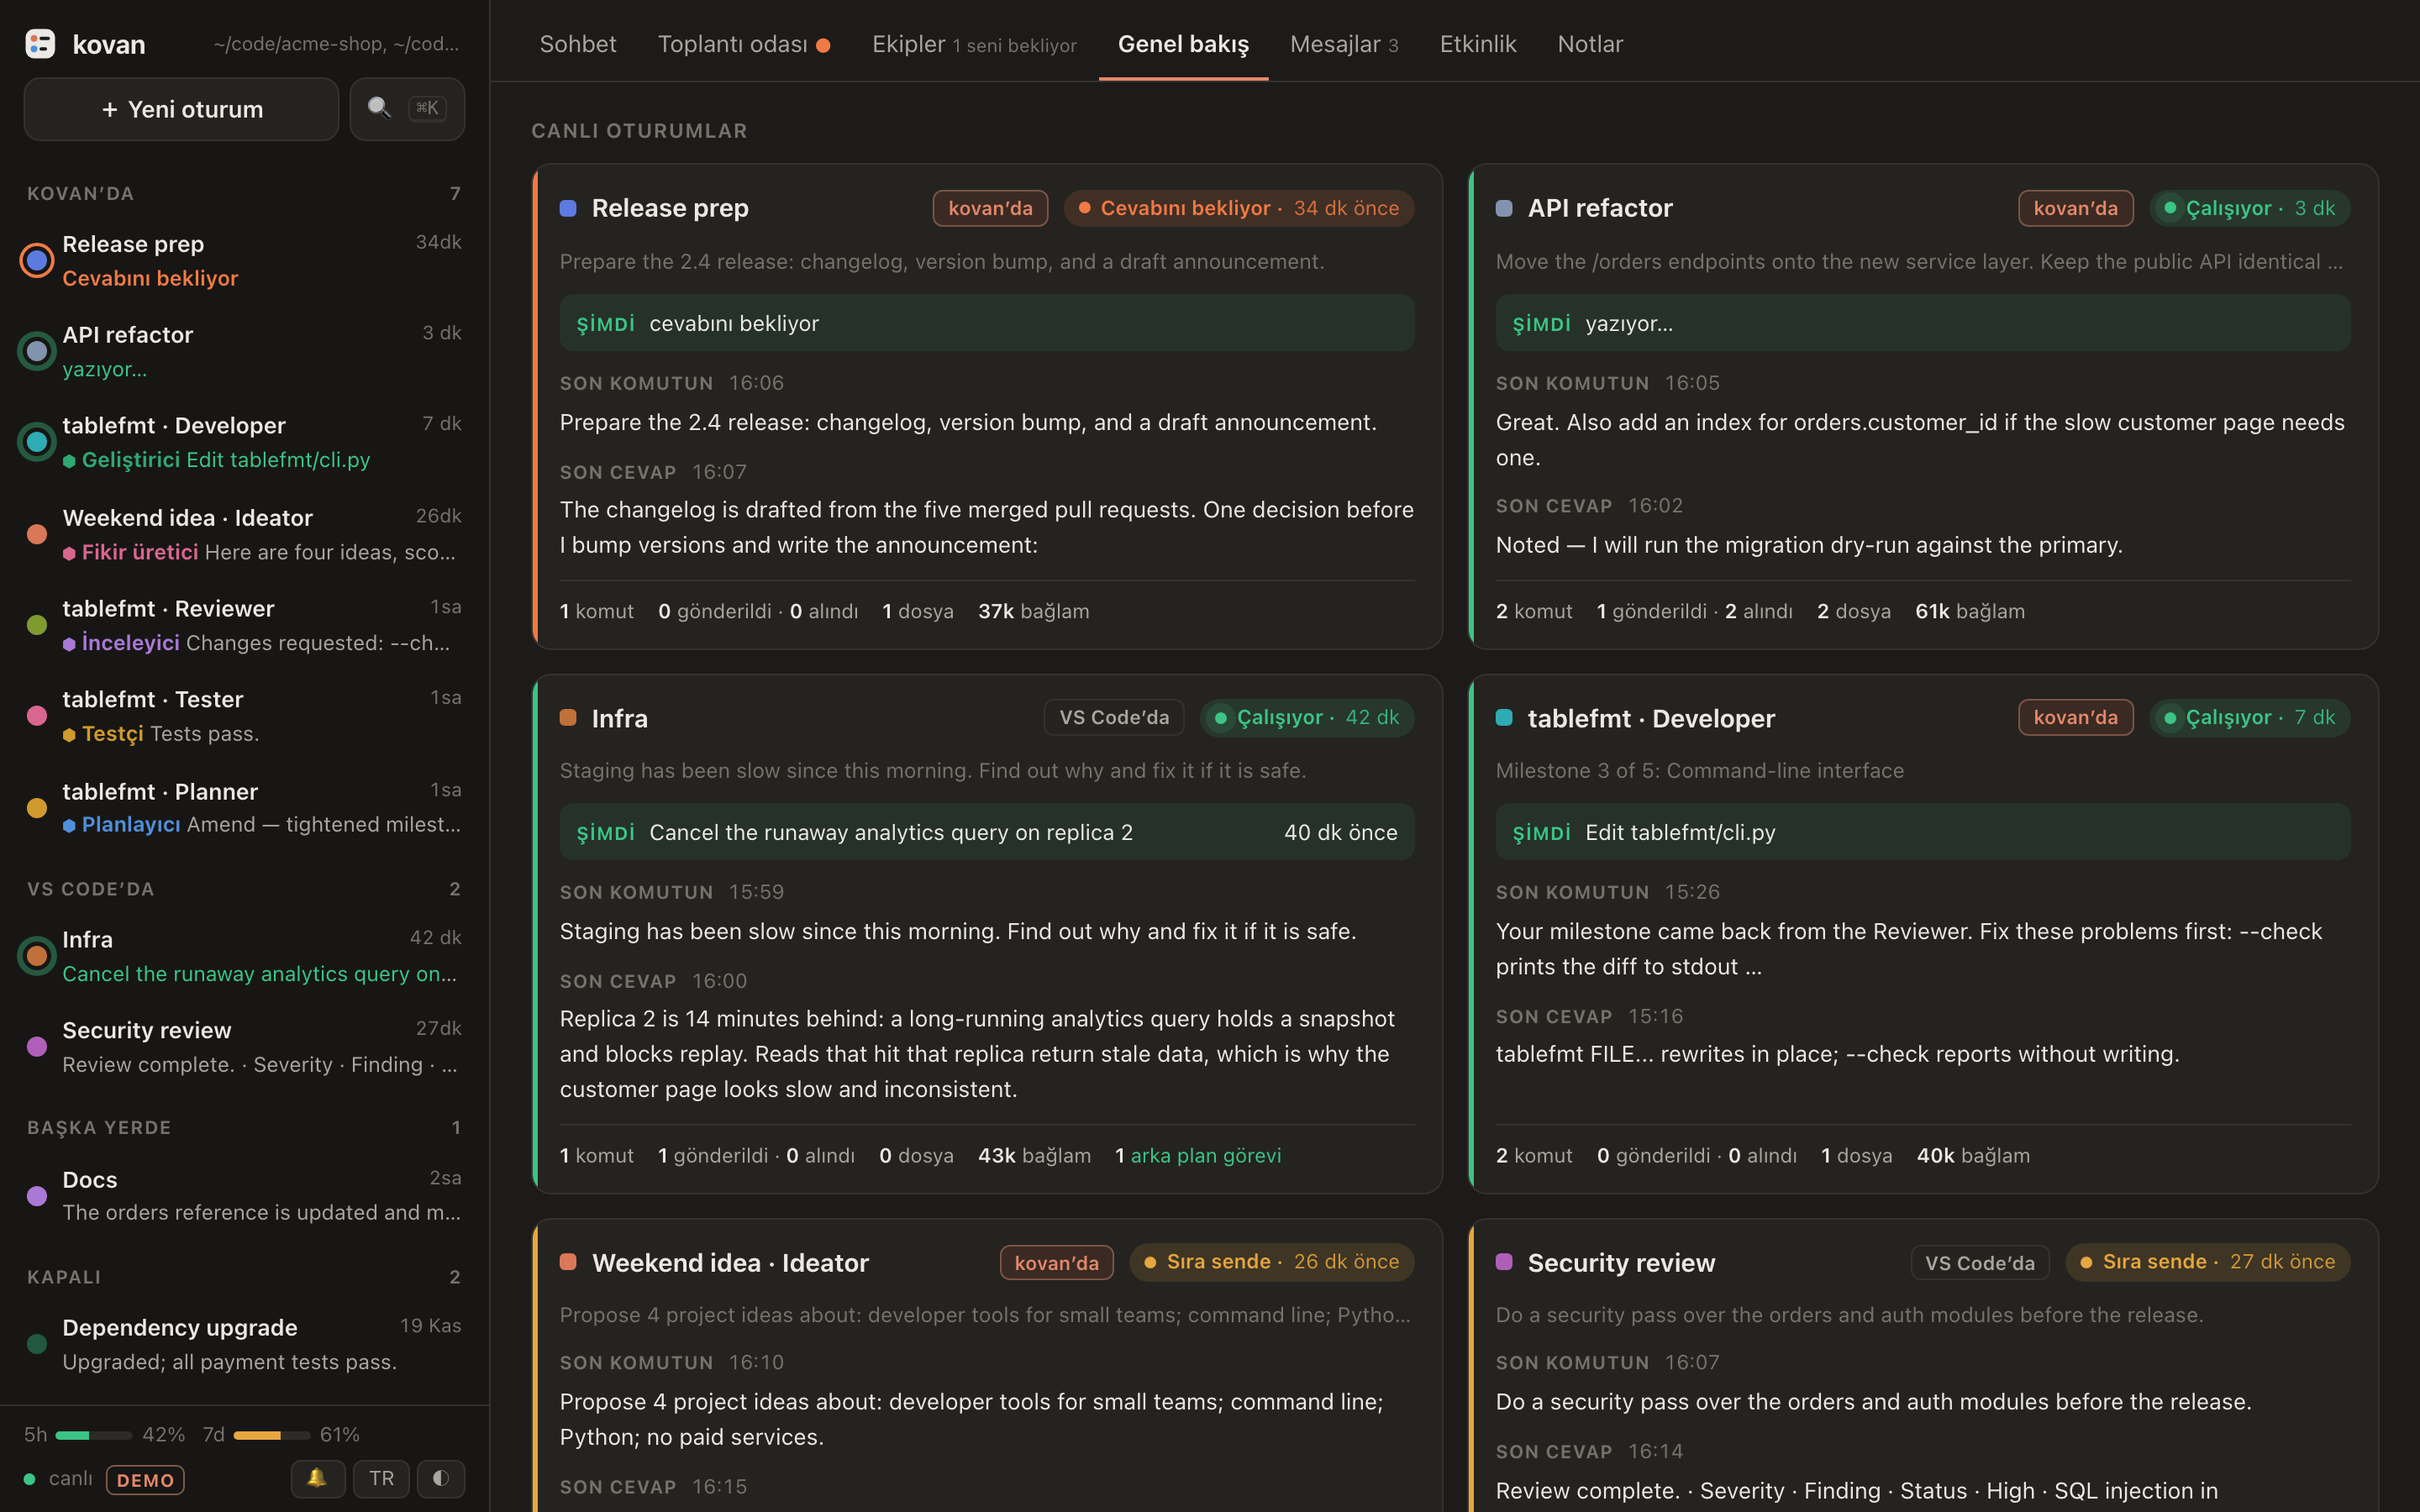 kovan
~/code/acme-shop, ~/cod...
+ Yeni oturum
⌘K
KOVAN’DA 7
Release prep 34dk
Cevabını bekliyor
API refactor 3 dk
yazıyor...
tablefmt · Developer 7 dk
Geliştirici Edit tablefmt/cli.py
Weekend idea · Ideator 26dk
Fikir üretici Here are four ideas, sco...
tablefmt · Reviewer 1sa
İnceleyici Changes requested: --ch...
tablefmt · Tester 1sa
Testçi Tests pass.
tablefmt · Planner 1sa
Planlayıcı Amend — tightened milest...
VS CODE’DA 2
Infra 42 dk
Cancel the runaway analytics query on...
Security review 27dk
Review complete. · Severity · Finding · ...
BAŞKA YERDE 1
Docs 2sa
The orders reference is updated and m...
KAPALI 2
Dependency upgrade 19 Kas
Upgraded; all payment tests pass.
5h 42% 7d 61%
canlı DEMO TR
Sohbet Toplantı odası Ekipler 1 seni bekliyor Genel bakış Mesajlar 3 Etkinlik Notlar
CANLI OTURUMLAR
Release prep kovan’da Cevabını bekliyor · 34 dk önce
Prepare the 2.4 release: changelog, version bump, and a draft announcement.
ŞİMDİ cevabını bekliyor
SON KOMUTUN 16:06
Prepare the 2.4 release: changelog, version bump, and a draft announcement.
SON CEVAP 16:07
The changelog is drafted from the five merged pull requests. One decision before
I bump versions and write the announcement:
1 komut 0 gönderildi · 0 alındı 1 dosya 37k bağlam
API refactor kovan’da Çalışıyor · 3 dk
Move the /orders endpoints onto the new service layer. Keep the public API identical ...
ŞİMDİ yazıyor...
SON KOMUTUN 16:05
Great. Also add an index for orders.customer_id if the slow customer page needs
one.
SON CEVAP 16:02
Noted — I will run the migration dry-run against the primary.
2 komut 1 gönderildi · 2 alındı 2 dosya 61k bağlam
Infra VS Code’da Çalışıyor · 42 dk
Staging has been slow since this morning. Find out why and fix it if it is safe.
ŞİMDİ Cancel the runaway analytics query on replica 2 40 dk önce
SON KOMUTUN 15:59
Staging has been slow since this morning. Find out why and fix it if it is safe.
SON CEVAP 16:00
Replica 2 is 14 minutes behind: a long-running analytics query holds a snapshot
and blocks replay. Reads that hit that replica return stale data, which is why the
customer page looks slow and inconsistent.
1 komut 1 gönderildi · 0 alındı 0 dosya 43k bağlam 1 arka plan görevi
tablefmt · Developer kovan’da Çalışıyor · 7 dk
Milestone 3 of 5: Command-line interface
ŞİMDİ Edit tablefmt/cli.py
SON KOMUTUN 15:26
Your milestone came back from the Reviewer. Fix these problems first: --check
prints the diff to stdout ...
SON CEVAP 15:16
tablefmt FILE... rewrites in place; --check reports without writing.
2 komut 0 gönderildi · 0 alındı 1 dosya 40k bağlam
Weekend idea · Ideator kovan’da Sıra sende · 26 dk önce
Propose 4 project ideas about: developer tools for small teams; command line; Pytho...
SON KOMUTUN 16:10
Propose 4 project ideas about: developer tools for small teams; command line;
Python; no paid services.
SON CEVAP 16:15
Security review VS Code’da Sıra sende · 27 dk önce
Do a security pass over the orders and auth modules before the release.
SON KOMUTUN 16:07
Do a security pass over the orders and auth modules before the release.
SON CEVAP 16:14
Review complete. · Severity · Finding · Status · High · SQL injection in